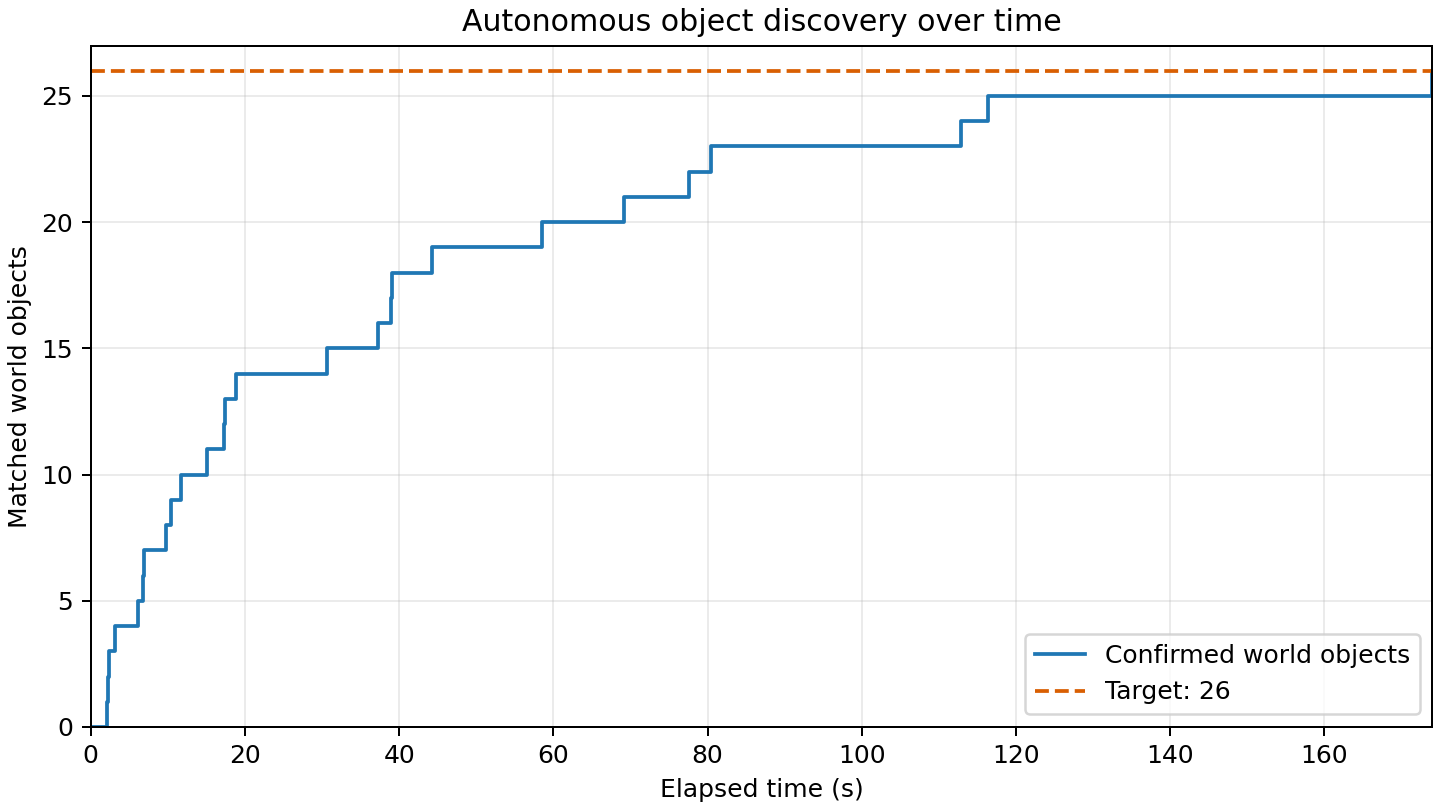 Autonomous object discovery over time
25
20
15
10
5
0
Matched world objects
0 20 40 60 80 100 120 140 160
Elapsed time (s)
Confirmed world objects
Target: 26